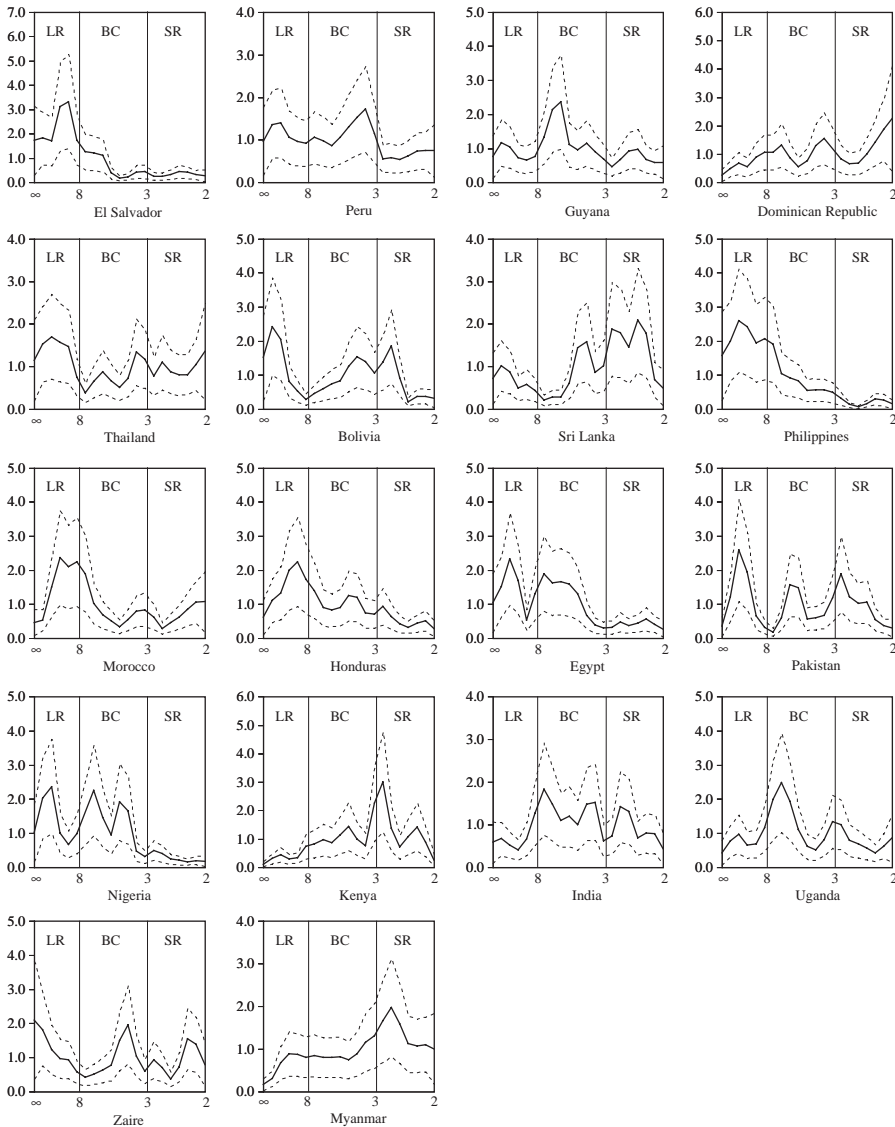 7.0
6.0
5.0
4.0
3.0
2.0
1.0
0.0
LR BC SR
∞ 8 3 2
El Salvador
4.0
3.0
2.0
1.0
0.0
LR BC SR
∞ 8 3 2
Peru
5.0
4.0
3.0
2.0
1.0
0.0
LR BC SR
∞ 8 3 2
Guyana
6.0
5.0
4.0
3.0
2.0
1.0
0.0
LR BC SR
∞ 8 3 2
Dominican Republic
4.0
3.0
2.0
1.0
0.0
LR BC SR
∞ 8 3 2
Thailand
4.0
3.0
2.0
1.0
0.0
LR BC SR
∞ 8 3 2
Bolivia
4.0
3.0
2.0
1.0
0.0
LR BC SR
∞ 8 3 2
Sri Lanka
5.0
4.0
3.0
2.0
1.0
0.0
LR BC SR
∞ 8 3 2
Philippines
5.0
4.0
3.0
2.0
1.0
0.0
LR BC SR
∞ 8 3 2
Morocco
5.0
4.0
3.0
2.0
1.0
0.0
LR BC SR
∞ 8 3 2
Honduras
5.0
4.0
3.0
2.0
1.0
0.0
LR BC SR
∞ 8 3 2
Egypt
5.0
4.0
3.0
2.0
1.0
0.0
LR BC SR
∞ 8 3 2
Pakistan
5.0
4.0
3.0
2.0
1.0
0.0
LR BC SR
∞ 8 3 2
Nigeria
6.0
5.0
4.0
3.0
2.0
1.0
0.0
LR BC SR
∞ 8 3 2
Kenya
4.0
3.0
2.0
1.0
0.0
LR BC SR
∞ 8 3 2
India
5.0
4.0
3.0
2.0
1.0
0.0
LR BC SR
∞ 8 3 2
Uganda
5.0
4.0
3.0
2.0
1.0
0.0
LR BC SR
∞ 8 3 2
Zaire
4.0
3.0
2.0
1.0
0.0
LR BC SR
∞ 8 3 2
Myanmar